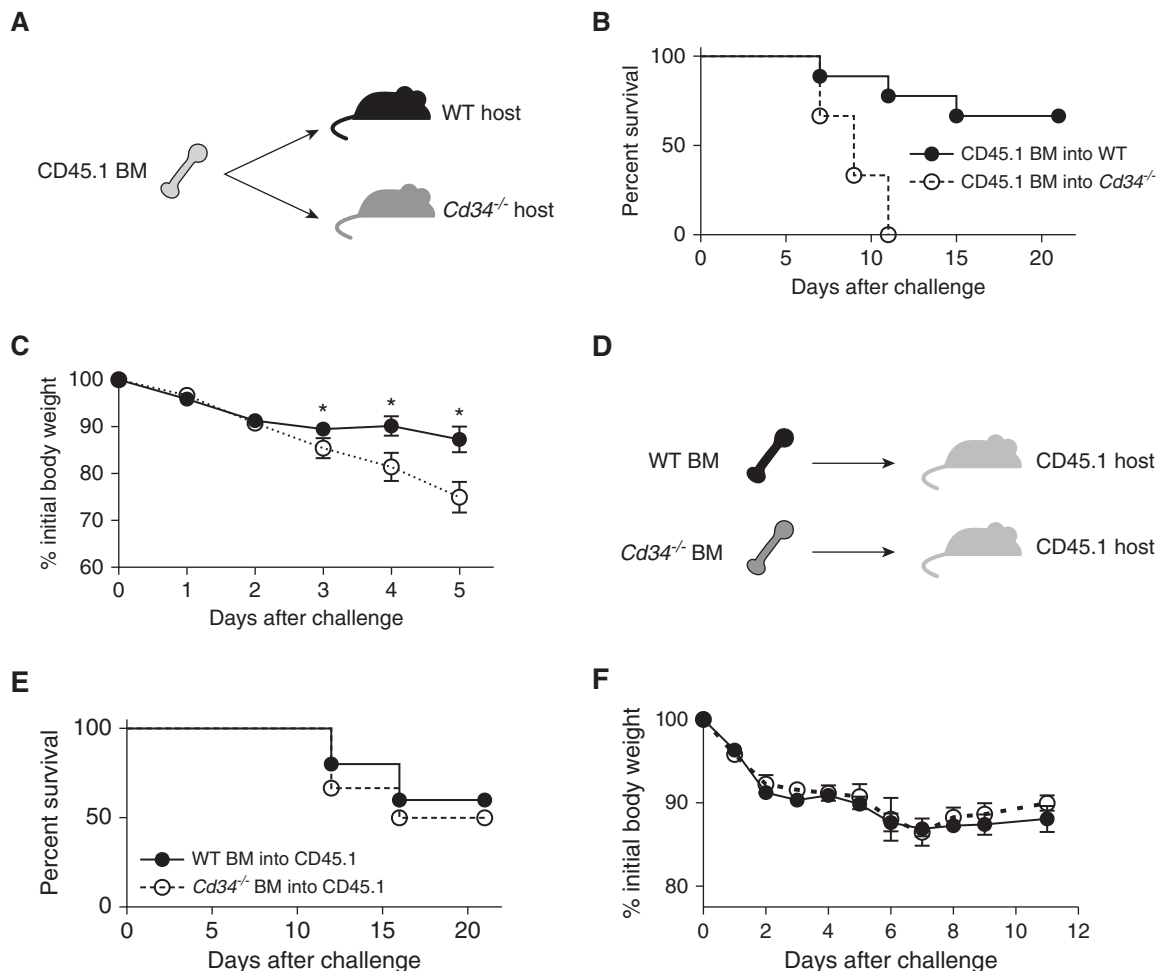 A
CD45.1 BM
WT host
Cd34-/- host
B
Percent survival
100
50
0
0 5 10 15 20
Days after challenge
CD45.1 BM into WT
CD45.1 BM into Cd34-/-
C
% initial body weight
100
90
80
70
60
* * *
0 1 2 3 4 5
Days after challenge
D
WT BM
CD45.1 host
Cd34-/- BM
CD45.1 host
E
Percent survival
100
50
0
WT BM into CD45.1
Cd34-/- BM into CD45.1
0 5 10 15 20
Days after challenge
F
% initial body weight
100
90
80
0 2 4 6 8 10 12
Days after challenge